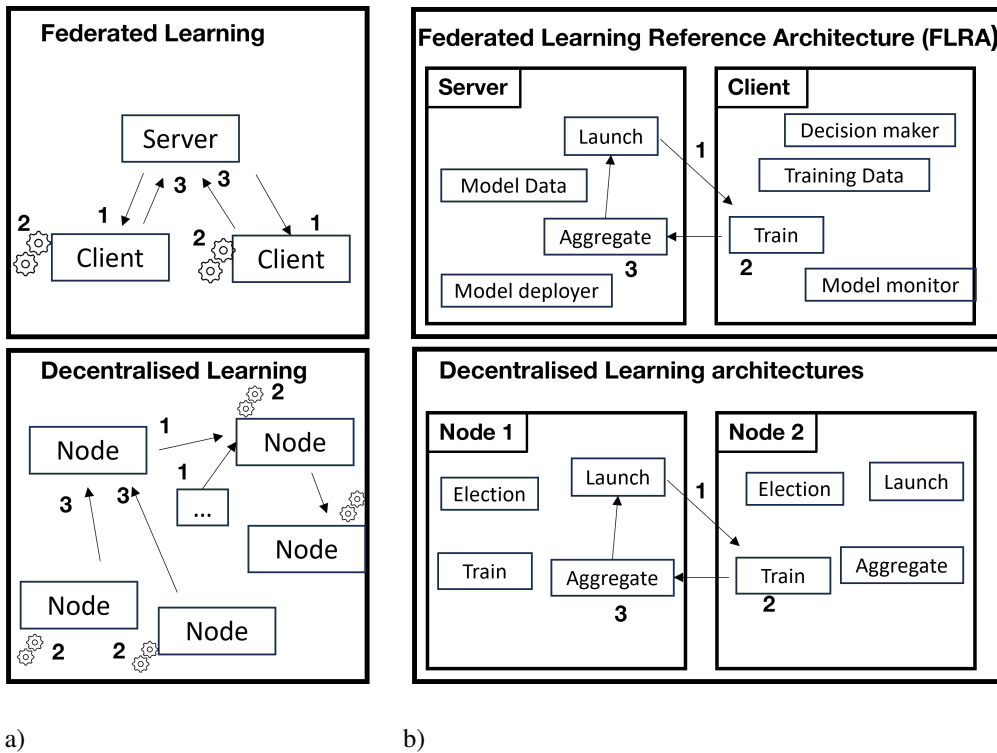 Federated Learning
Server
3
3
1
1
2
2
Client
Client
Decentralised Learning
2
1
Node
Node
1
3
3
...
Node
Node
Node
2
2
a)
Federated Learning Reference Architecture (FLRA)
Server
Launch
Model Data
Aggregate
3
Model deployer
1
Client
Decision maker
Training Data
Train
2
Model monitor
Decentralised Learning architectures
Node 1
Launch
Election
Train
Aggregate
3
1
Node 2
Election
Launch
Train
Aggregate
2
b)